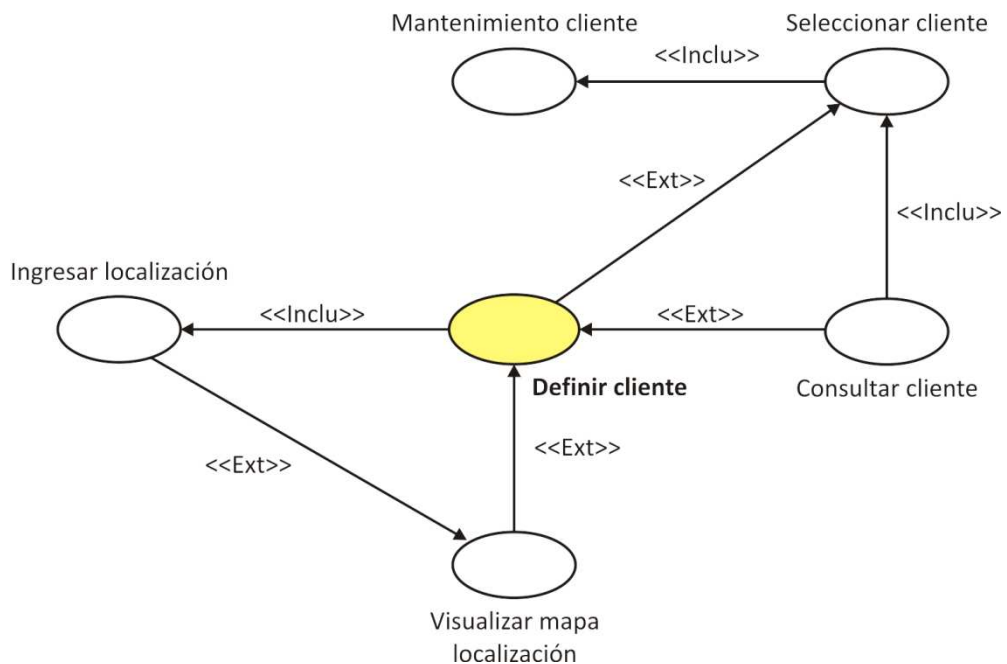 Mantenimiento cliente
Seleccionar cliente
<<Inclu>>
<<Ext>>
<<Inclu>>
Ingresar localización
<<Inclu>>
<<Ext>>
Definir cliente
Consultar cliente
<<Ext>>
<<Ext>>
Visualizar mapa
localización